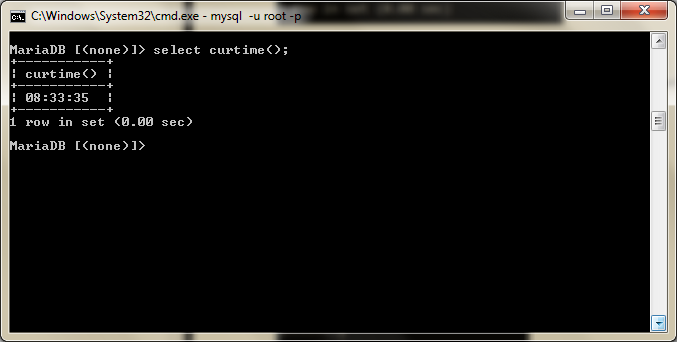 C:\Windows\System32\cmd.exe - mysql  -u root -p
MariaDB [(none)]> select curtime();
+-----------+
| curtime() |
+-----------+
| 08:33:35  |
+-----------+
1 row in set (0.00 sec)
MariaDB [(none)]>